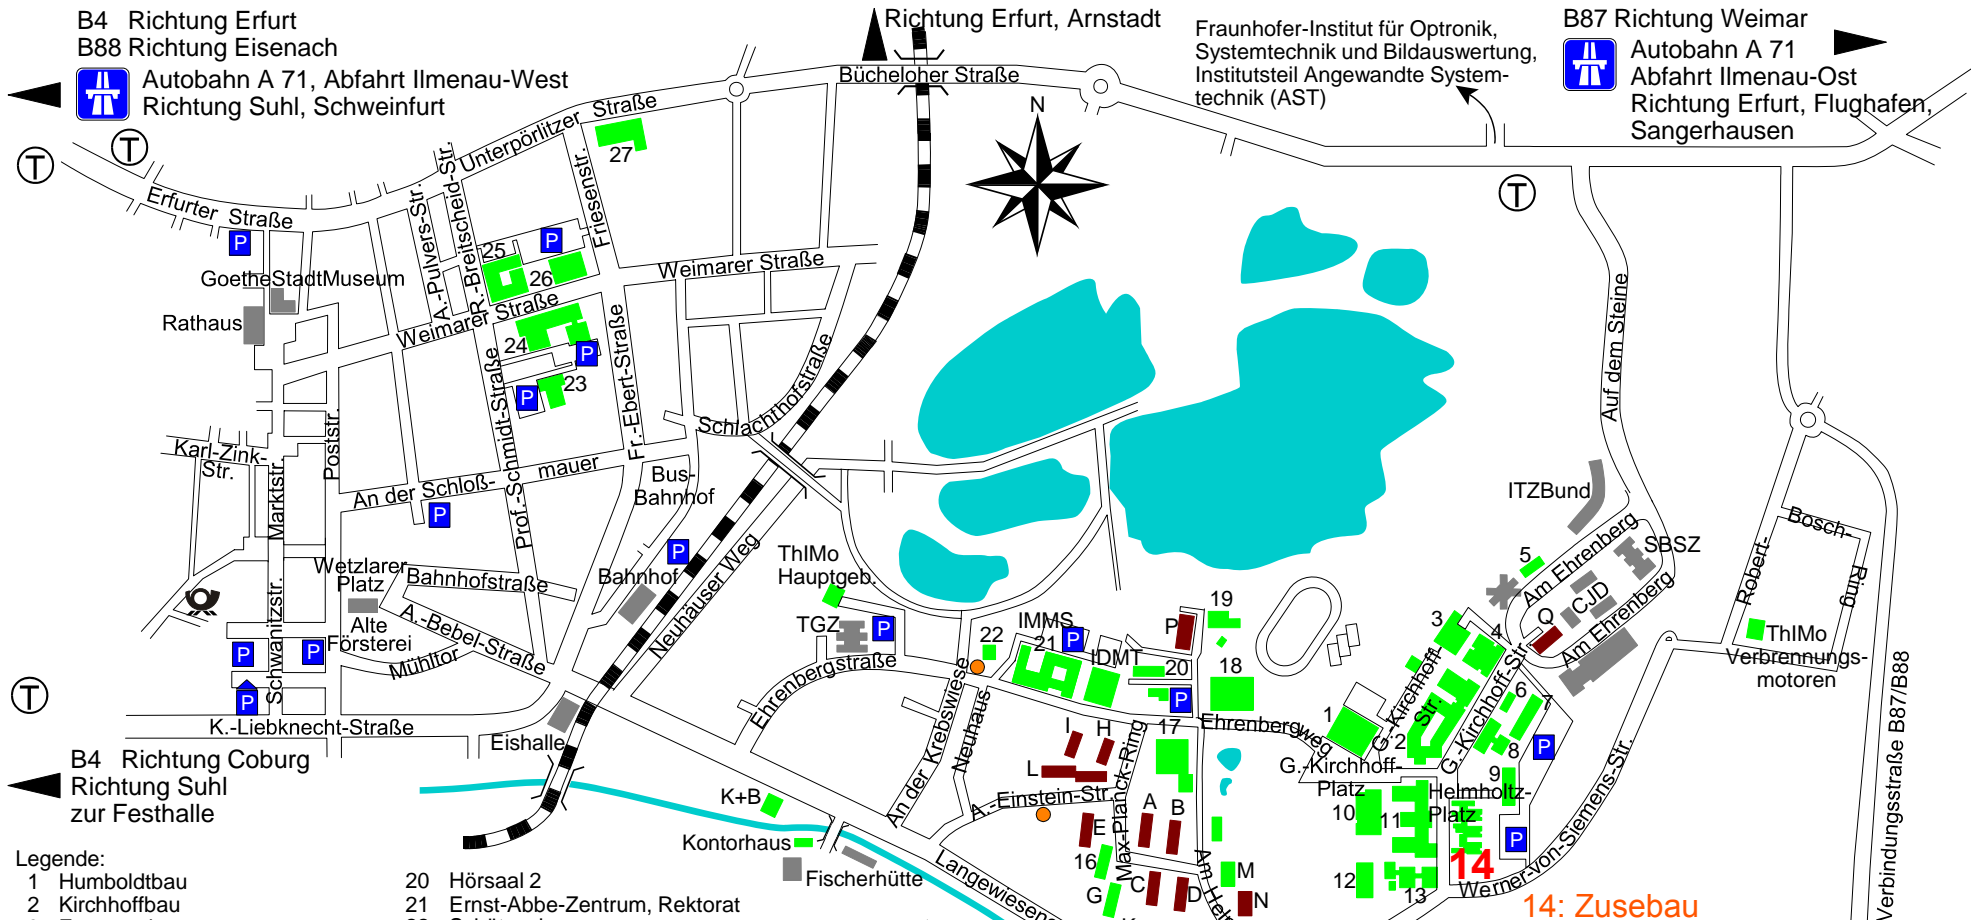 B4 Richtung Erfurt
B88 Richtung Eisenach
Autobahn A 71, Abfahrt Ilmenau-West
Richtung Suhl, Schweinfurt
Richtung Erfurt, Arnstadt
Fraunhofer-Institut für Optronik,
Systemtechnik und Bildauswertung,
Institutsteil Angewandte System-
technik (AST)
B87 Richtung Weimar
Autobahn A 71
Abfahrt Ilmenau-Ost
Richtung Erfurt, Flughafen,
Sangerhausen
Bücheloher Straße
N
T
T
T
Unterpörlitzer Straße
27
Erfurter Straße
P
A.-Pulvers-Str.
R.-Breitscheid-Str.
Friesenstr.
25
P
26
GoetheStadtMuseum
Rathaus
Weimarer Straße
Weimarer Straße
24
P
23
P
Prof.-Schmidt-Straße
Fr.-Ebert-Straße
Schlachthofstraße
Auf dem Steine
Karl-Zink-
Str.
Marktstr.
Poststr.
An der Schloß-
mauer
P
Bus-
Bahnhof
P
ITZBund
Bosch-
Ring
Robert-
Wetzlarer
Platz
Bahnhofstraße
Bahnhof
Neuhäuser Weg
ThIMo
Hauptgeb.
TGZ
P
Alte
Försterei
A.-Bebel-Straße
Mühltor
Schwanitzstr.
P
P
P
T
K.-Liebknecht-Straße
Eishalle
Ehrenbergstraße
22
IMMS
21
P
IDMT
P
20
19
18
P
17
Ehrenbergweg
1
G.-Kirchhoff-
Str.
3
4
2
5
Am Ehrenberg
SBSZ
Q
CJD
Am Ehrenberg
G.-Kirchhoff-Str.
6
7
8
P
9
G.-Kirchhoff-
Platz
Helmholtz-
Platz
10
11
12
13
P
14
Werner-von-Siemens-Str.
14: Zusebau
ThIMo
Verbrennungs-
motoren
Verbindungsstraße B87/B88
An der Krebswiese
Neuhaus
I
H
L
A.-Einstein-Str.
Max-Planck-Ring
A
B
E
16
G
C
D
M
N
K
Am Hel
B4 Richtung Coburg
Richtung Suhl
zur Festhalle
K+B
Kontorhaus
Fischerhütte
Langewiesen
Legende:
1 Humboldtbau
2 Kirchhoffbau
20 Hörsaal 2
21 Ernst-Abbe-Zentrum, Rektorat